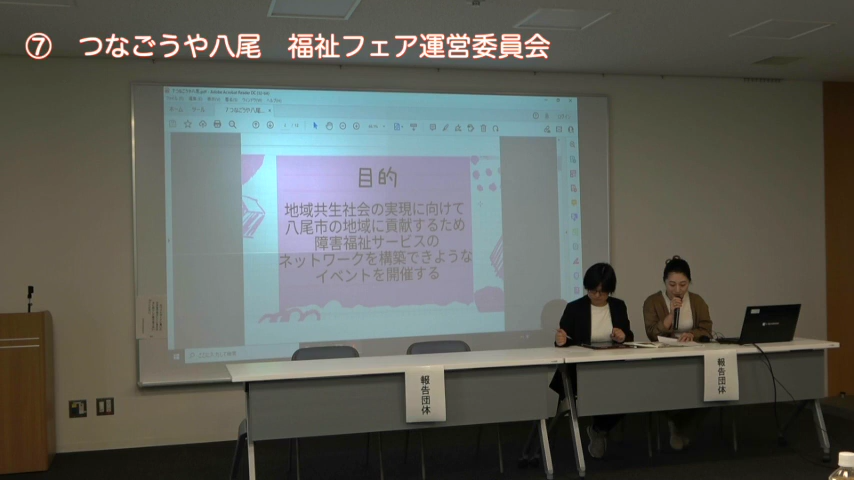 ⑦ つなごうや八尾 福祉フェア運営委員会
目的
地域共生社会の実現に向けて
八尾市の地域に貢献するため
障害福祉サービスの
ネットワークを構築できような
イベントを開催する
報告団体
報告団体